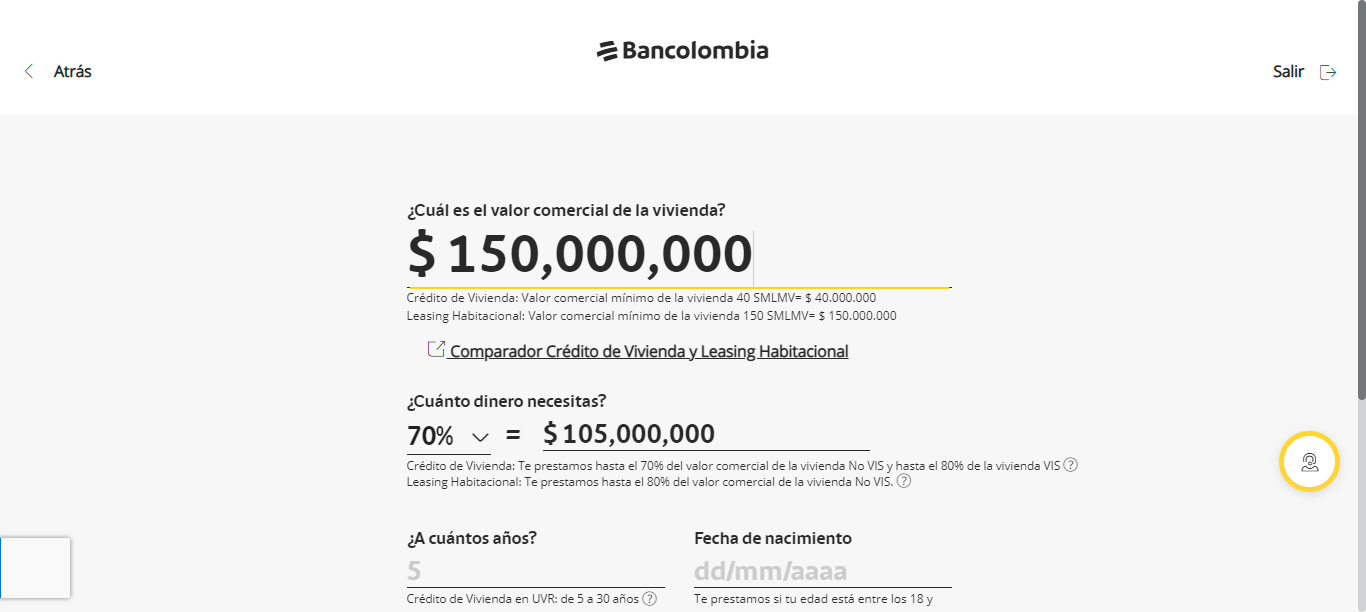 Bancolombia
Atrás
Salir
¿Cuál es el valor comercial de la vivienda?
$ 150,000,000
Crédito de Vivienda: Valor comercial mínimo de la vivienda 40 SMLMV= $ 40.000.000
Leasing Habitacional: Valor comercial mínimo de la vivienda 150 SMLMV= $ 150.000.000
Comparador Crédito de Vivienda y Leasing Habitacional
¿Cuánto dinero necesitas?
70% = $ 105,000,000
Crédito de Vivienda: Te prestamos hasta el 70% del valor comercial de la vivienda No VIS y hasta el 80% de la vivienda VIS ?
Leasing Habitacional: Te prestamos hasta el 80% del valor comercial de la vivienda No VIS. ?
¿A cuántos años?
5
Crédito de Vivienda en UVR: de 5 a 30 años ?
Fecha de nacimiento
dd/mm/aaaa
Te prestamos si tu edad está entre los 18 y